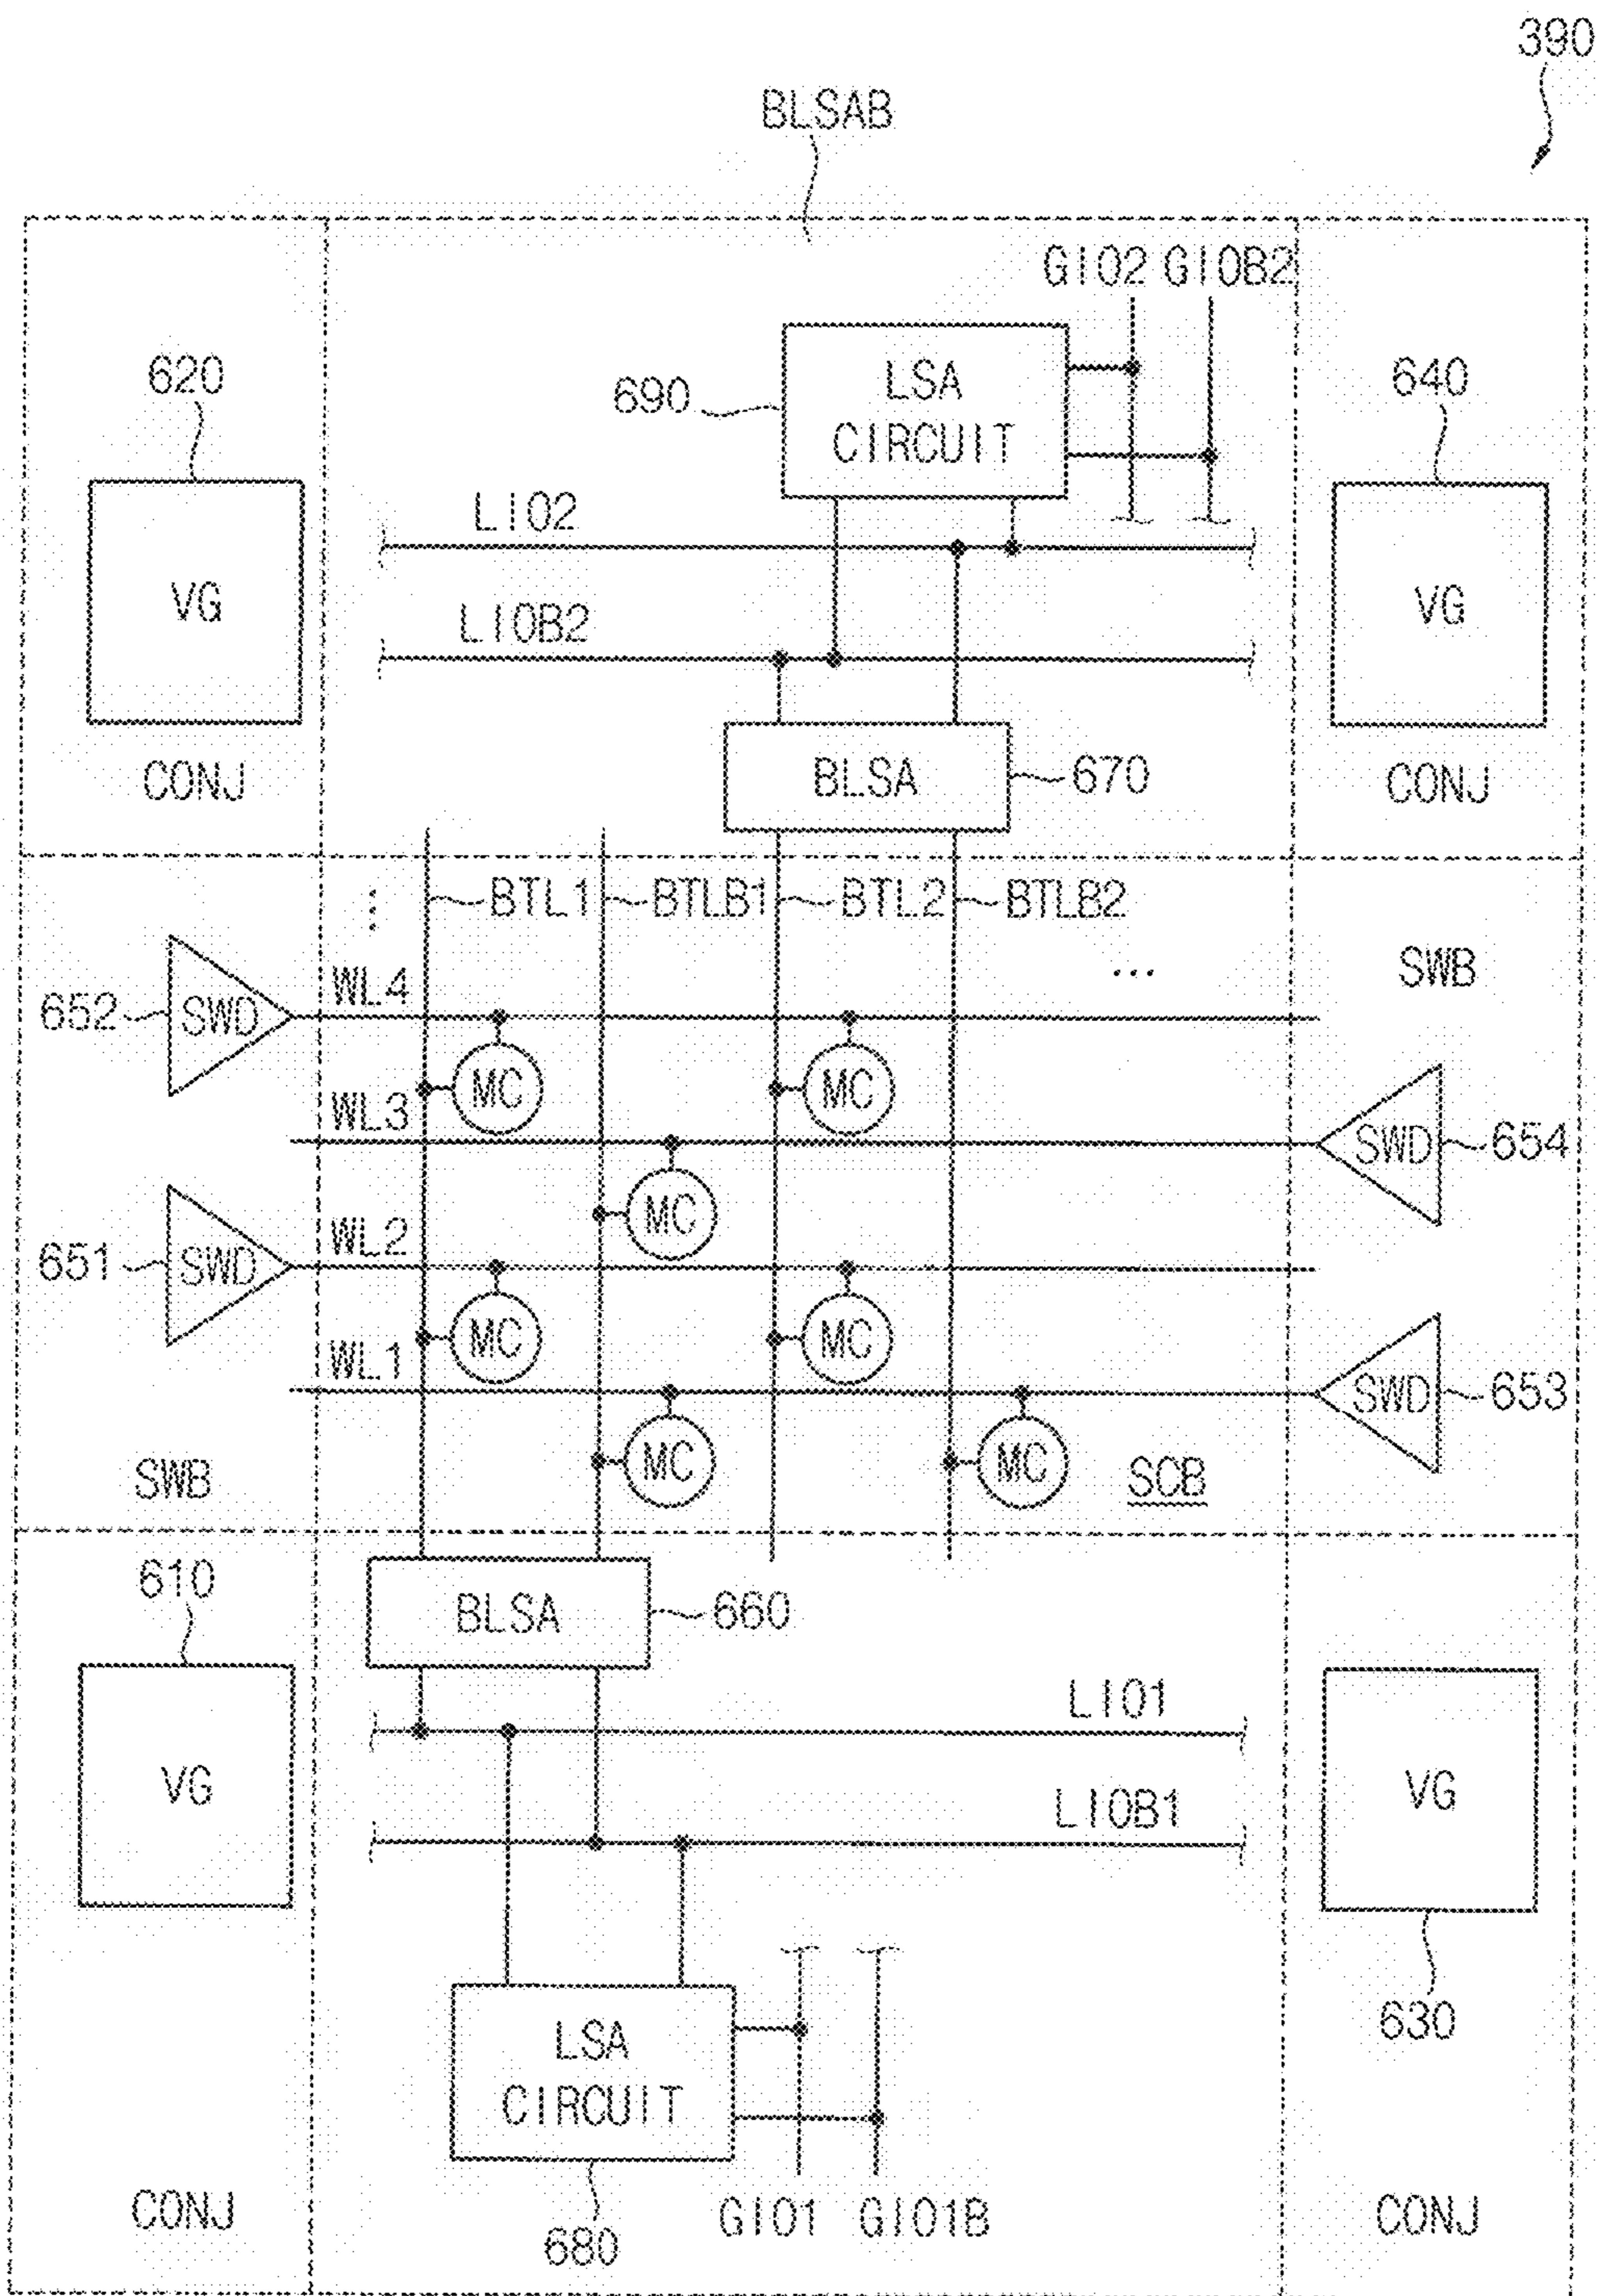 390
BLSAB
GIO2 GIOB2
620
690
LSA
CIRCUIT
640
LIO2
VG
VG
LIOB2
CONJ
BLSA
670
CONJ
BTL1 BTLB1 BTL2 BTLB2
⋮
...
SWB
WL4
652
SWD
MC
MC
WL3
SWD
654
MC
WL2
651
SWD
MC
MC
WL1
SWD
653
MC
MC
SCB
SWB
610
BLSA
660
LIO1
VG
VG
LIOB1
630
LSA
CIRCUIT
CONJ
GIO1 GIO1B
CONJ
680